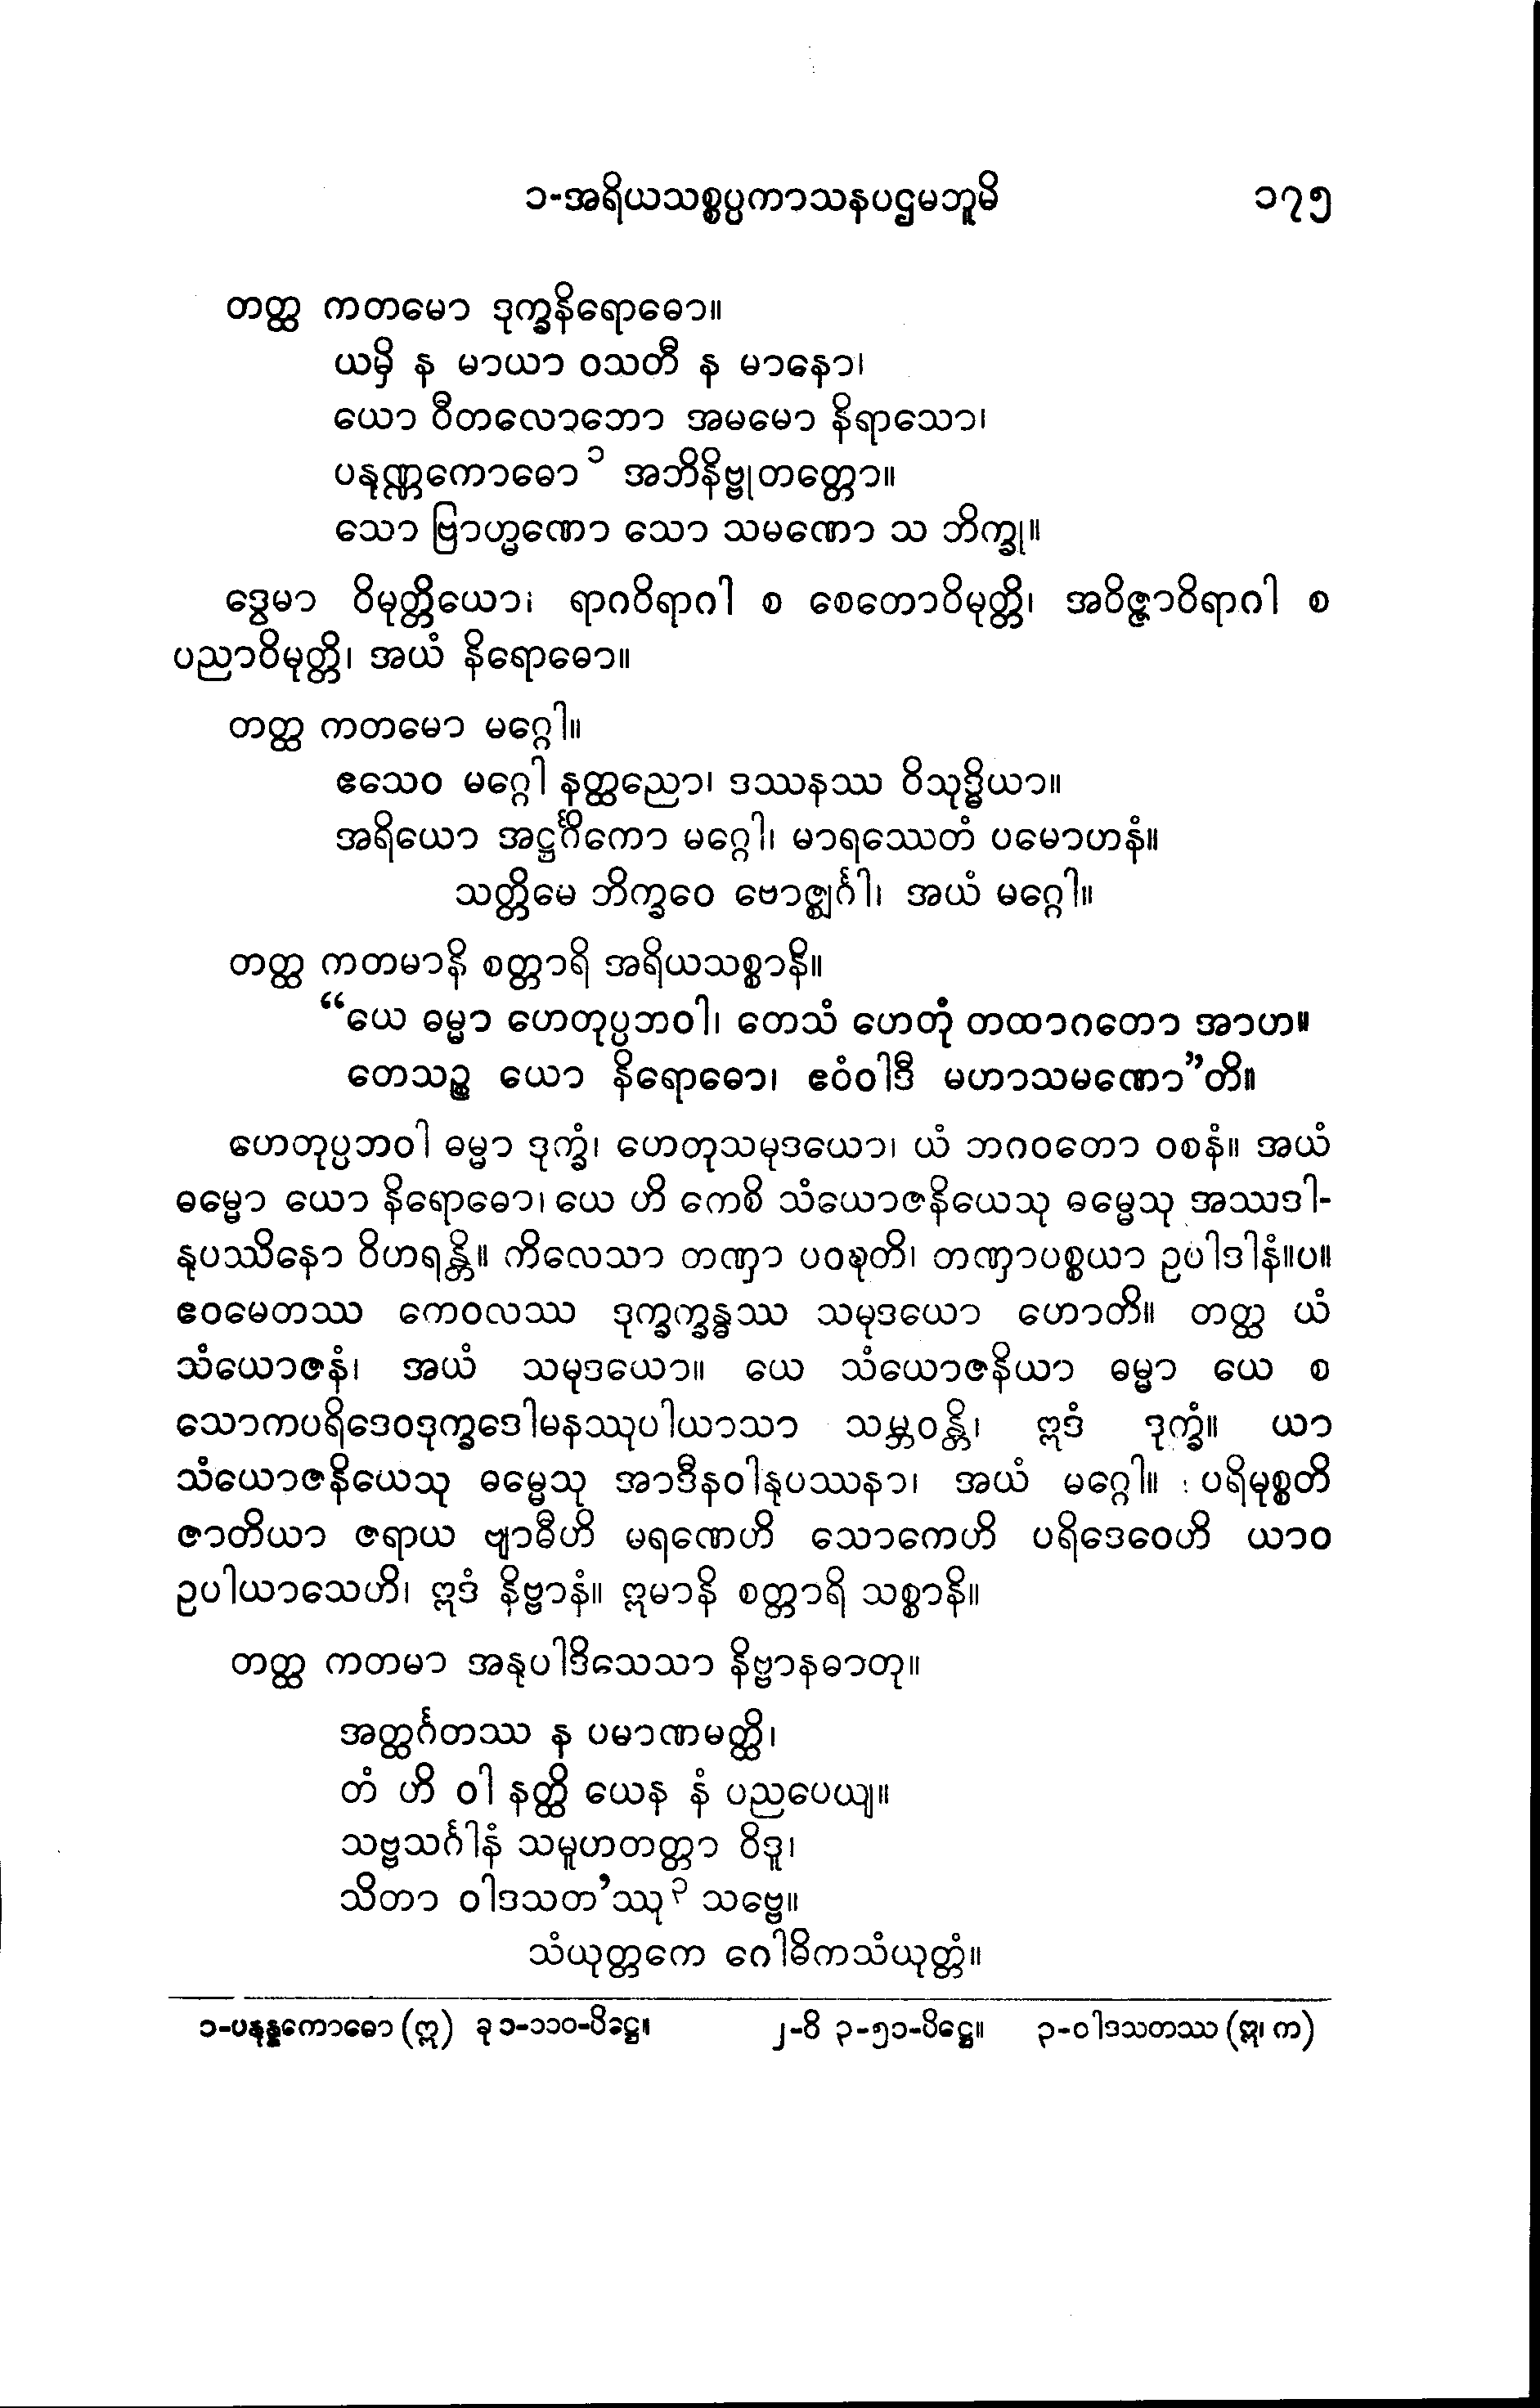 ၁-အရိယသစ္စပ္ပကာသနပဌမဘူမိ ၁၇၅
တတ္ထ ကတမော ဒုက္ခနိရောဓော။
ယမှိ န မာယာ ဝသတီ န မာနော၊
ယော ဝီတလောဘော အမမော နိရာသော၊
ပနုဏ္ဏကောဓော၁ အဘိနိဗ္ဗုတတ္တော။
သော ဗြာဟ္မဏော သော သမဏော သ ဘိက္ခု။
ဒွေမာ ဝိမုတ္တိယော၊ ရာဂဝိရာဂါ စ စေတောဝိမုတ္တိ၊ အဝိဇ္ဇာဝိရာဂါ စ
ပညာဝိမုတ္တိ၊ အယံ နိရောဓော။
တတ္ထ ကတမော မဂ္ဂေါ။
ဧသေဝ မဂ္ဂေါ နတ္ထညော၊ ဒဿနဿ ဝိသုဒ္ဓိယာ။
အရိယော အဋ္ဌင်္ဂိကော မဂ္ဂေါ၊ မာရဿေတံ ပမောဟနံ။
သတ္တိမေ ဘိက္ခဝေ ဗောဇ္ဈင်္ဂါ၊ အယံ မဂ္ဂေါ။
တတ္ထ ကတမာနိ စတ္တာရိ အရိယသစ္စာနိ။
“ယေ ဓမ္မာ ဟေတုပ္ပဘဝါ၊ တေသံ ဟေတုံ တထာဂတော အာဟ။
တေသဉ္စ ယော နိရောဓော၊ ဧဝံဝါဒီ မဟာသမဏော”တိ။
ဟေတုပ္ပဘဝါ ဓမ္မာ ဒုက္ခံ၊ ဟေတုသမုဒယော၊ ယံ ဘဂဝတော ဝစနံ။ အယံ
ဓမ္မော ယော နိရောဓော၊ ယေ ဟိ ကေစိ သံယောဇနိယေသု ဓမ္မေသု အဿဒါ-
နုပဿိနော ဝိဟရန္တိ။ ကိလေသာ တဏှာ ပဝဍ္ဎတိ၊ တဏှာပစ္စယာ ဥပါဒါနံ။ပ။
ဧဝမေတဿ ကေဝလဿ ဒုက္ခက္ခန္ဓဿ သမုဒယော ဟောတိ။ တတ္ထ ယံ
သံယောဇနံ၊ အယံ သမုဒယော။ ယေ သံယောဇနိယာ ဓမ္မာ ယေ စ
သောကပရိဒေဝဒုက္ခဒေါမနဿုပါယာသာ သမ္ဘဝန္တိ၊ ဣဒံ ဒုက္ခံ။ ယာ
သံယောဇနိယေသု ဓမ္မေသု အာဒီနဝါနုပဿနာ၊ အယံ မဂ္ဂေါ။ ပရိမုစ္စတိ
ဇာတိယာ ဇရာယ ဗျာဓီဟိ မရဏေဟိ သောကေဟိ ပရိဒေဝေဟိ ယာဝ
ဥပါယာသေဟိ၊ ဣဒံ နိဗ္ဗာနံ။ ဣမာနိ စတ္တာရိ သစ္စာနိ။
တတ္ထ ကတမာ အနုပါဒိသေသာ နိဗ္ဗာနဓာတု။
အတ္ထင်္ဂတဿ န ပမာဏမတ္ထိ၊
တံ ဟိ ဝါ နတ္ထိ ယေန နံ ပညပေယျ။
သဗ္ဗသင်္ဂါနံ သမူဟတတ္တာ ဝိဒူ၊
သိတာ ဝါဒသတ’ဿု၃ သဗ္ဗေ။
သံယုတ္တကေ ဂေါဓိကသံယုတ္တံ။
၁-ပနုန္နကောဓော (ဣ) ခု ၁-၁၁၀-ပိဋ္ဌေ။ ၂-ဝိ ၃-၅၁-ပိဋ္ဌေ။ ၃-ဝါဒသတဿ (ဣ၊ က)